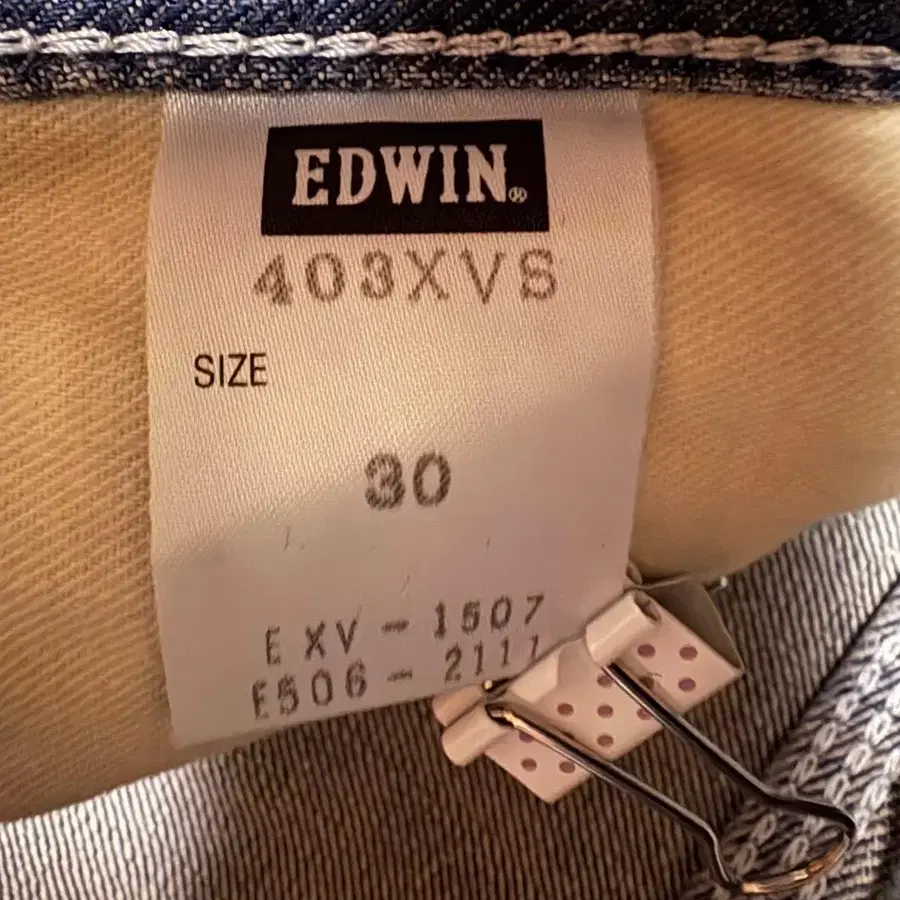 EDWIN®
403XVS
SIZE
30
EXV-1507
E506-2111